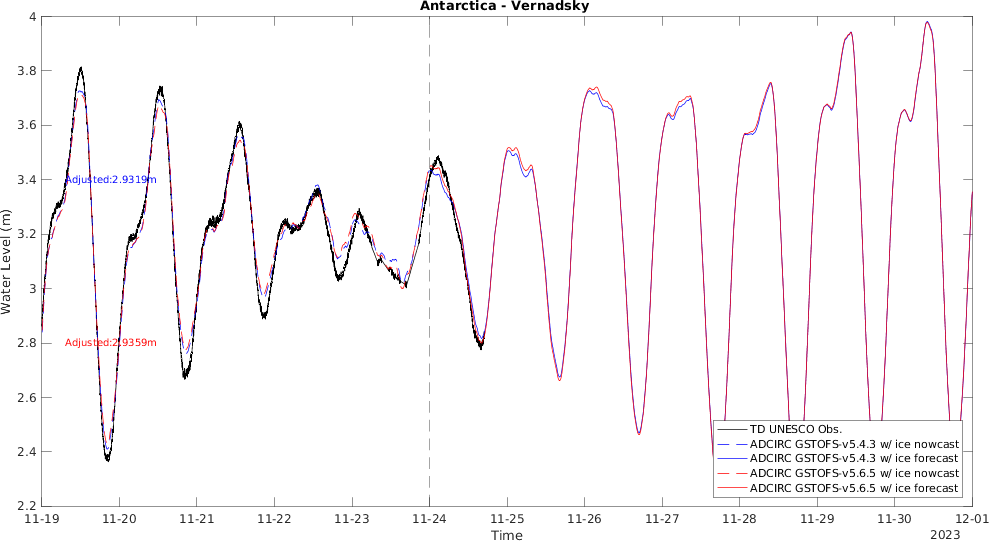 Antarctica - Vernadsky
4
3.8
3.6
3.4
3.2
3
2.8
2.6
2.4
2.2
Water Level (m)
Adjusted:2.9319m
Adjusted:2.9359m
TD UNESCO Obs.
ADCIRC GSTOFS-v5.4.3 w/ ice nowcast
ADCIRC GSTOFS-v5.4.3 w/ ice forecast
ADCIRC GSTOFS-v5.6.5 w/ ice nowcast
ADCIRC GSTOFS-v5.6.5 w/ ice forecast
11-19 11-20 11-21 11-22 11-23 11-24 11-25 11-26 11-27 11-28 11-29 11-30 12-01
Time
2023